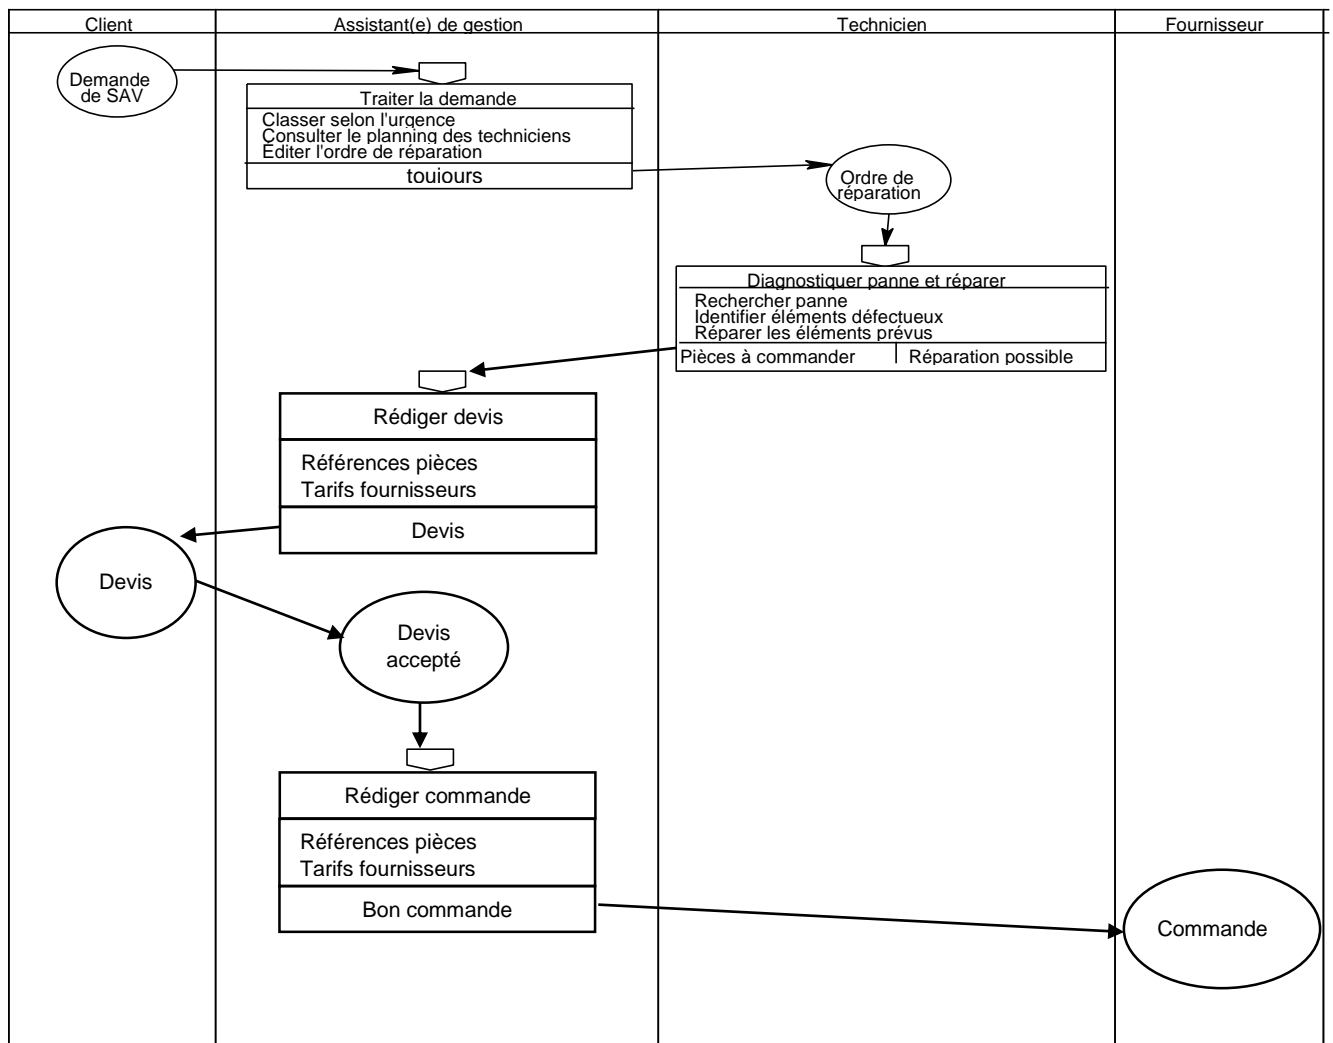 Client
Assistant(e) de gestion
Technicien
Fournisseur
Demande
de SAV
Traiter la demande
Classer selon l'urgence
Consulter le planning des techniciens
Éditer l'ordre de réparation
toujours
Ordre de
réparation
Diagnostiquer panne et réparer
Rechercher panne
Identifier éléments défectueux
Réparer les éléments prévus
Pièces à commander
Réparation possible
Rédiger devis
Références pièces
Tarifs fournisseurs
Devis
Devis
Devis
accepté
Rédiger commande
Références pièces
Tarifs fournisseurs
Bon commande
Commande